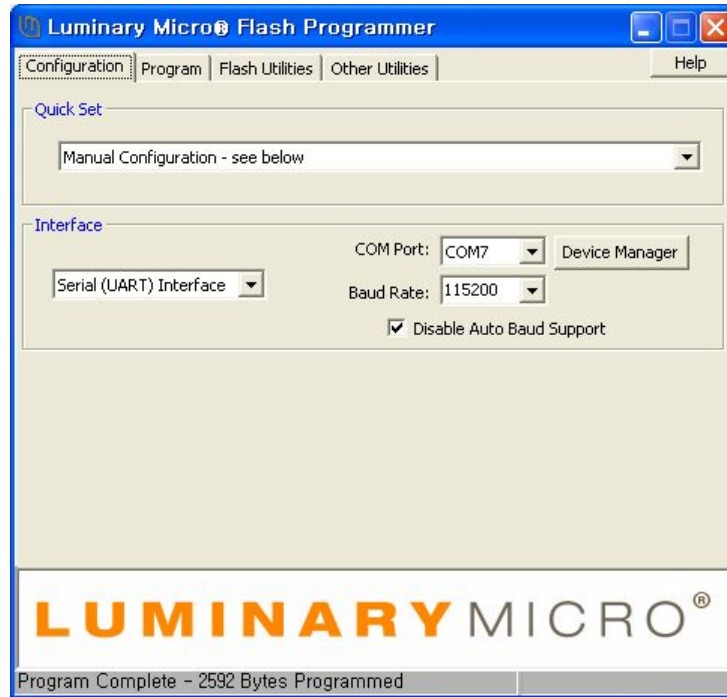 Luminary Micro® Flash Programmer
Configuration Program Flash Utilities Other Utilities Help
Quick Set
Manual Configuration - see below
Interface
COM Port: COM7 Device Manager
Serial (UART) Interface
Baud Rate: 115200
Disable Auto Baud Support
LUMINARYMICRO®
Program Complete - 2592 Bytes Programmed